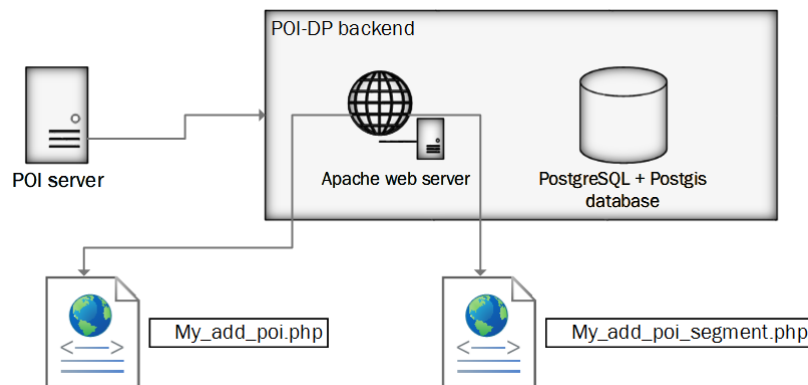 POI-DP backend
POI server
Apache web server
PostgreSQL + Postgis
database
My_add_poi.php
My_add_poi_segment.php